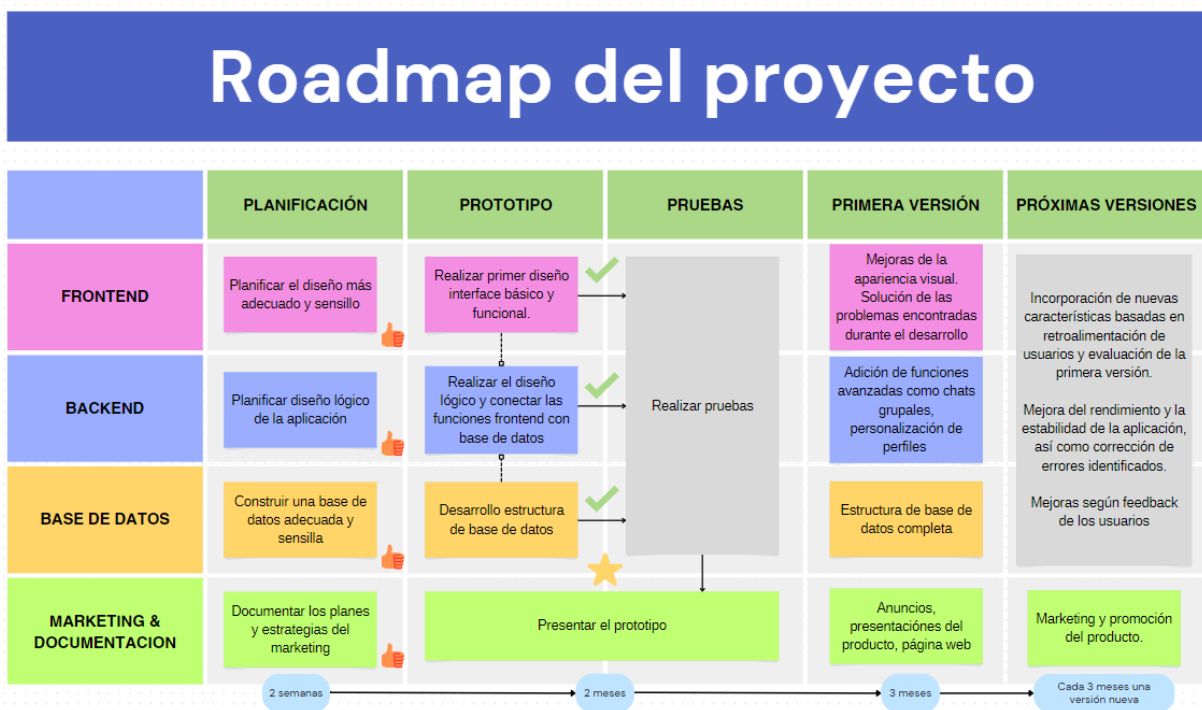 Roadmap del proyecto
PLANIFICACIÓN
PROTOTIPO
PRUEBAS
PRIMERA VERSIÓN
PRÓXIMAS VERSIONES
FRONTEND
Planificar el diseño más
adecuado y sensillo
Realizar primer diseño
interface básico y
funcional.
Mejoras de la
apariencia visual.
Solución de las
problemas encontradas
durante el desarrollo
BACKEND
Planificar diseño lógico
de la aplicación
Realizar el diseño
lógico y conectar las
funciones frontend con
base de datos
Realizar pruebas
Adición de funciones
avanzadas como chats
grupales,
personalización de
perfiles
Incorporación de nuevas
características basadas en
retroalimentación de
usuarios y evaluación de la
primera versión.
Mejora del rendimiento y la
estabilidad de la aplicación,
así como corrección de
errores identificados.
Mejoras según feedback
de los usuarios
BASE DE DATOS
Construir una base de
datos adecuada y
sensilla
Desarrollo estructura
de base de datos
Estructura de base de
datos completa
MARKETING &
DOCUMENTACION
Documentar los planes
y estrategias del
marketing
Presentar el prototipo
Anuncios,
presentaciónes del
producto, página web
Marketing y promoción
del producto.
2 semanas
2 meses
3 meses
Cada 3 meses una
versión nueva